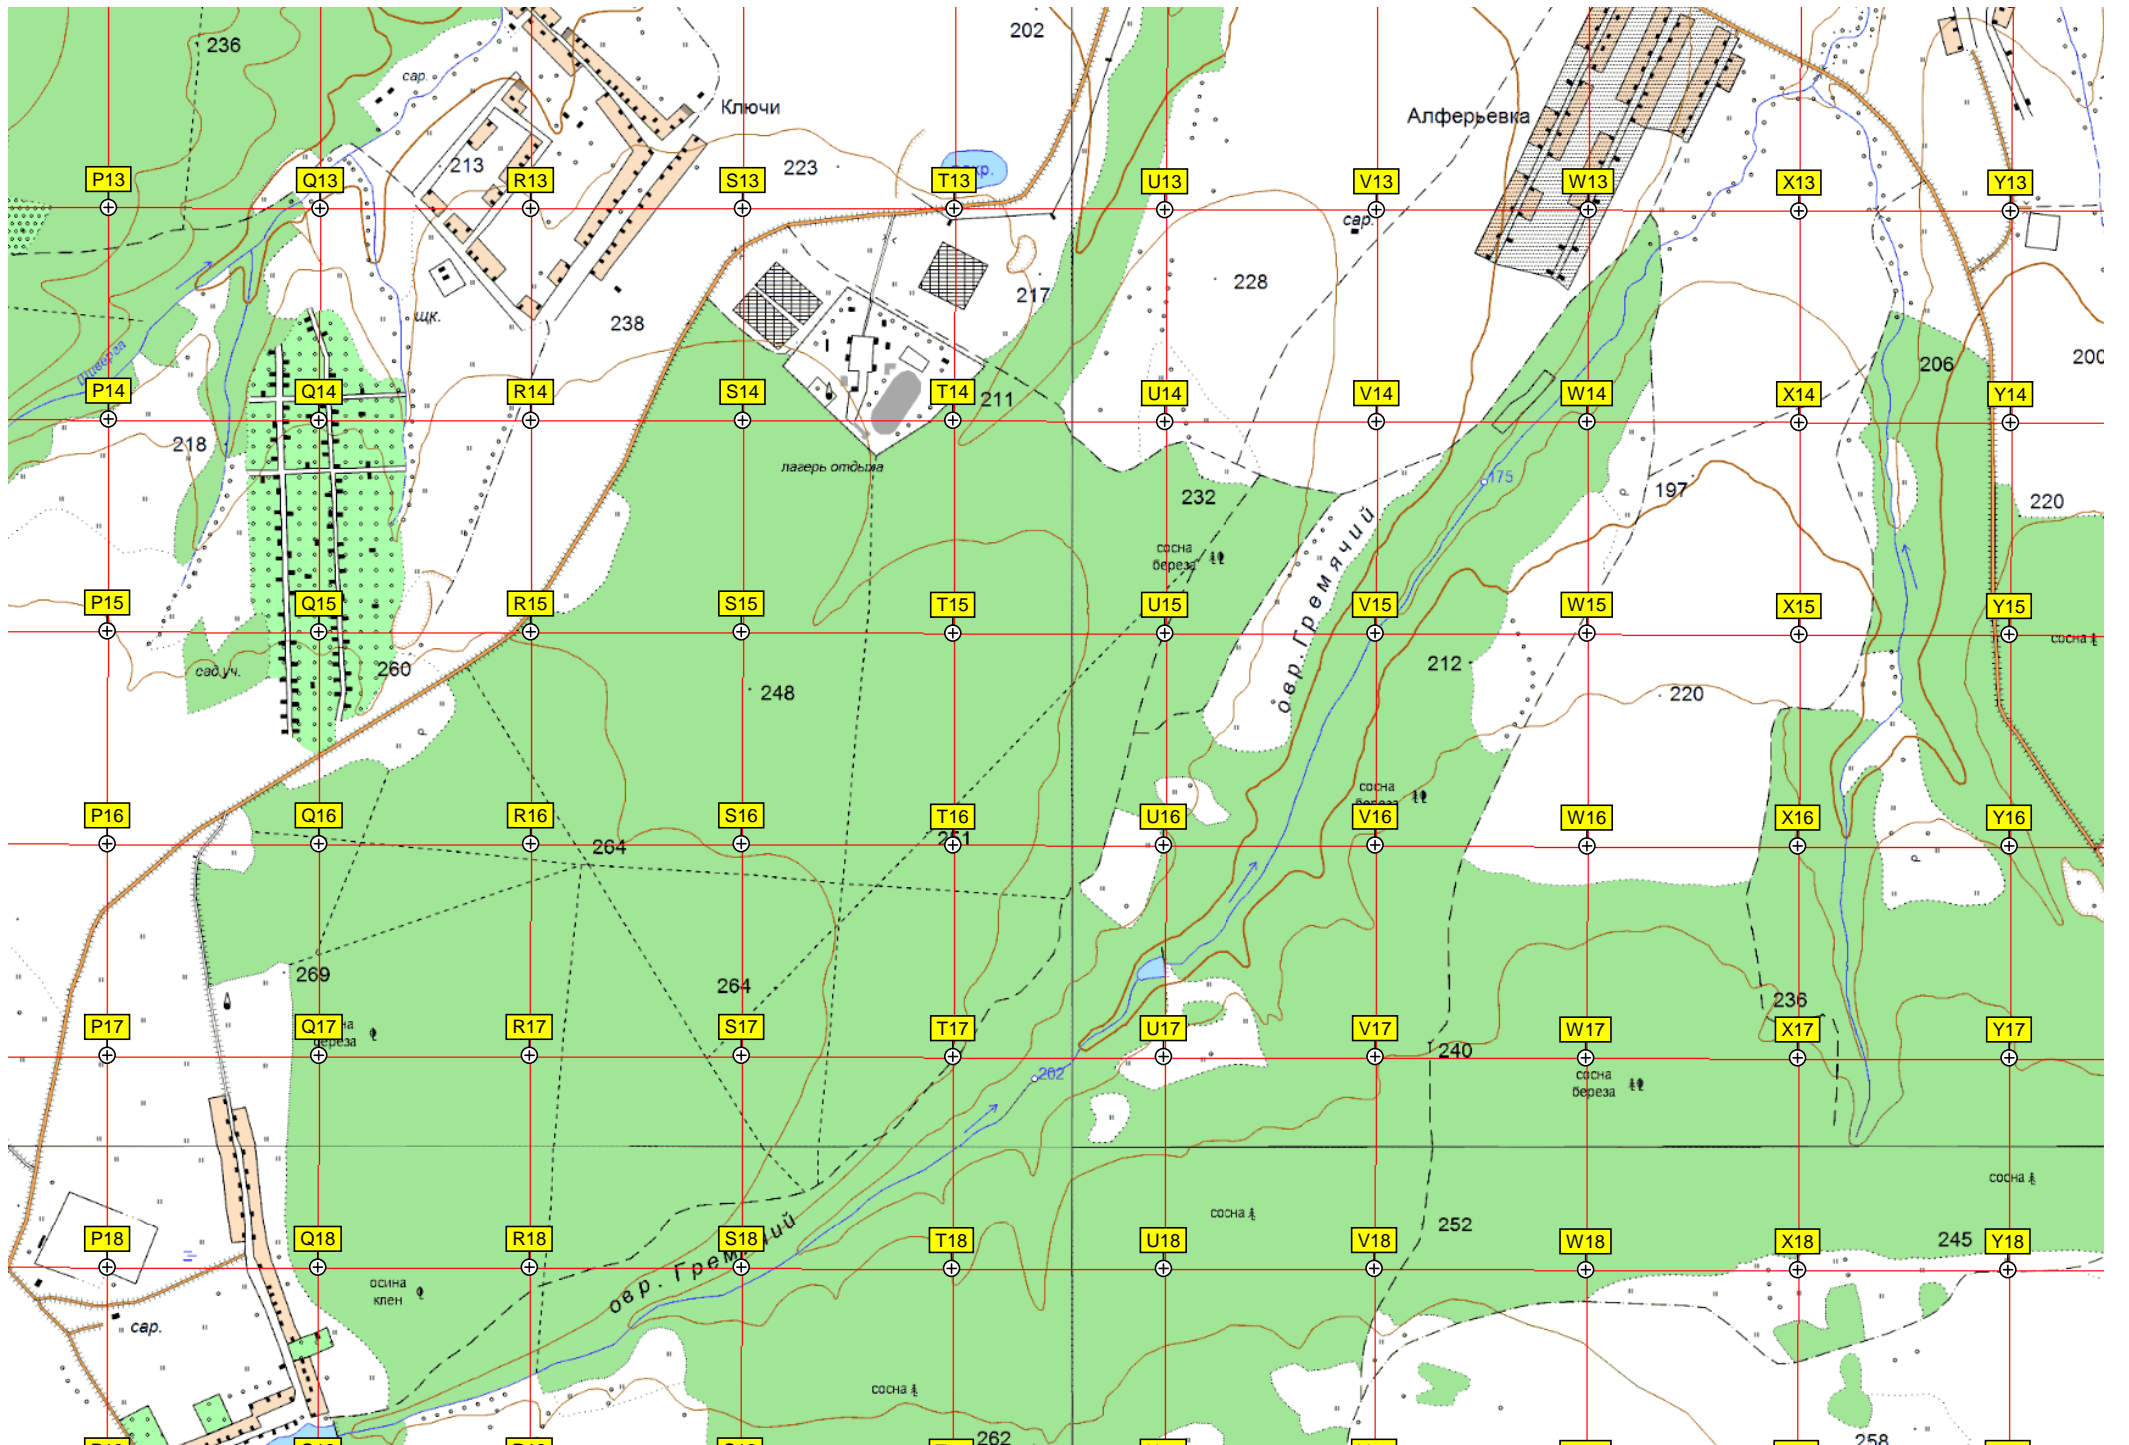 236
202
сар.
Ключи
Алферьевка
213
223
P13
Q13
R13
S13
T13
U13
V13
W13
X13
Y13
сар.
217
228
щк.
238
206
200
P14
Q14
R14
S14
T14
U14
V14
W14
X14
Y14
211
218
лагерь отдыха
175
197
232
220
сосна
береза
овр. Гремячий
P15
Q15
R15
S15
T15
U15
V15
W15
X15
Y15
сосна
сад.уч.
260
248
212
220
сосна
береза
P16
Q16
R16
S16
T16
U16
V16
W16
X16
Y16
264
251
269
264
236
P17
Q17
R17
S17
T17
U17
V17
W17
X17
Y17
береза
240
202
сосна
береза
сосна
сосна
252
245
P18
Q18
R18
S18
T18
U18
V18
W18
X18
Y18
овр. Гремячий
осина
клен
сар.
сосна
262
258